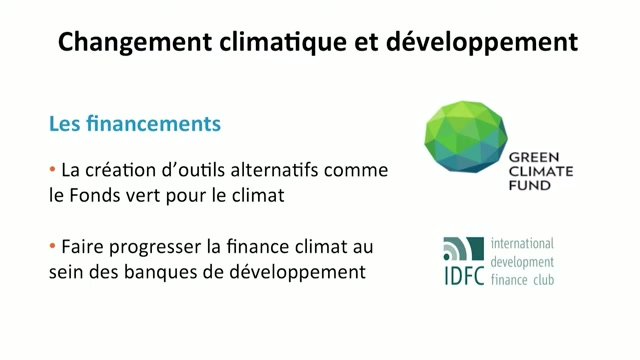 Changement climatique et développement
Les financements
• La création d'outils alternatifs comme
le Fonds vert pour le climat
GREEN
CLIMATE
FUND
• Faire progresser la finance climat au
sein des banques de développement
IDFC
international
development
finance club